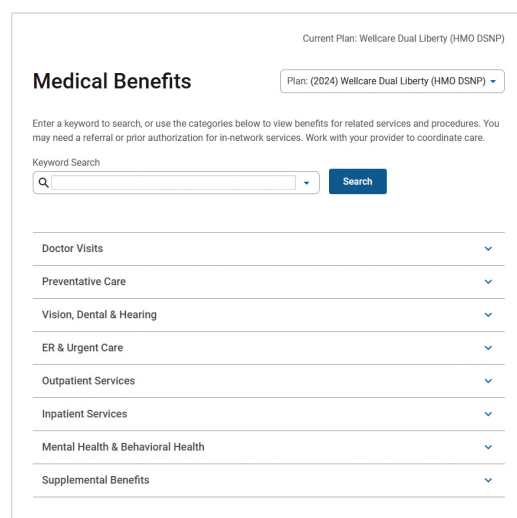 Current Plan: Wellcare Dual Liberty (HMO DSNP)
Medical Benefits
Plan: (2024) Wellcare Dual Liberty (HMO DSNP)
Enter a keyword to search, or use the categories below to view benefits for related services and procedures. You
may need a referral or prior authorization for in-network services. Work with your provider to coordinate care.
Keyword Search
Search
Doctor Visits
Preventative Care
Vision, Dental & Hearing
ER & Urgent Care
Outpatient Services
Inpatient Services
Mental Health & Behavioral Health
Supplemental Benefits